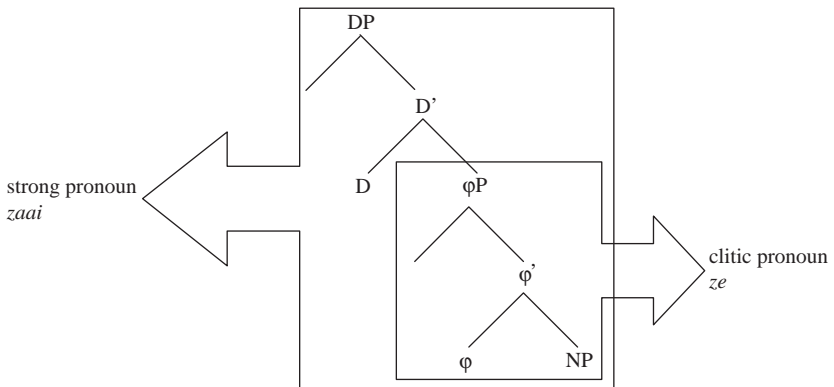 DP
D'
D
φP
strong pronoun
zaai
φ'
clitic pronoun
ze
φ
NP